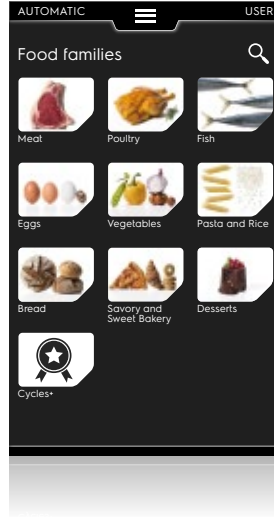 AUTOMATIC USER
Food families
Meat Poultry Fish
Eggs Vegetables Pasta and Rice
Bread Savory and Sweet Bakery Desserts
Cycles+